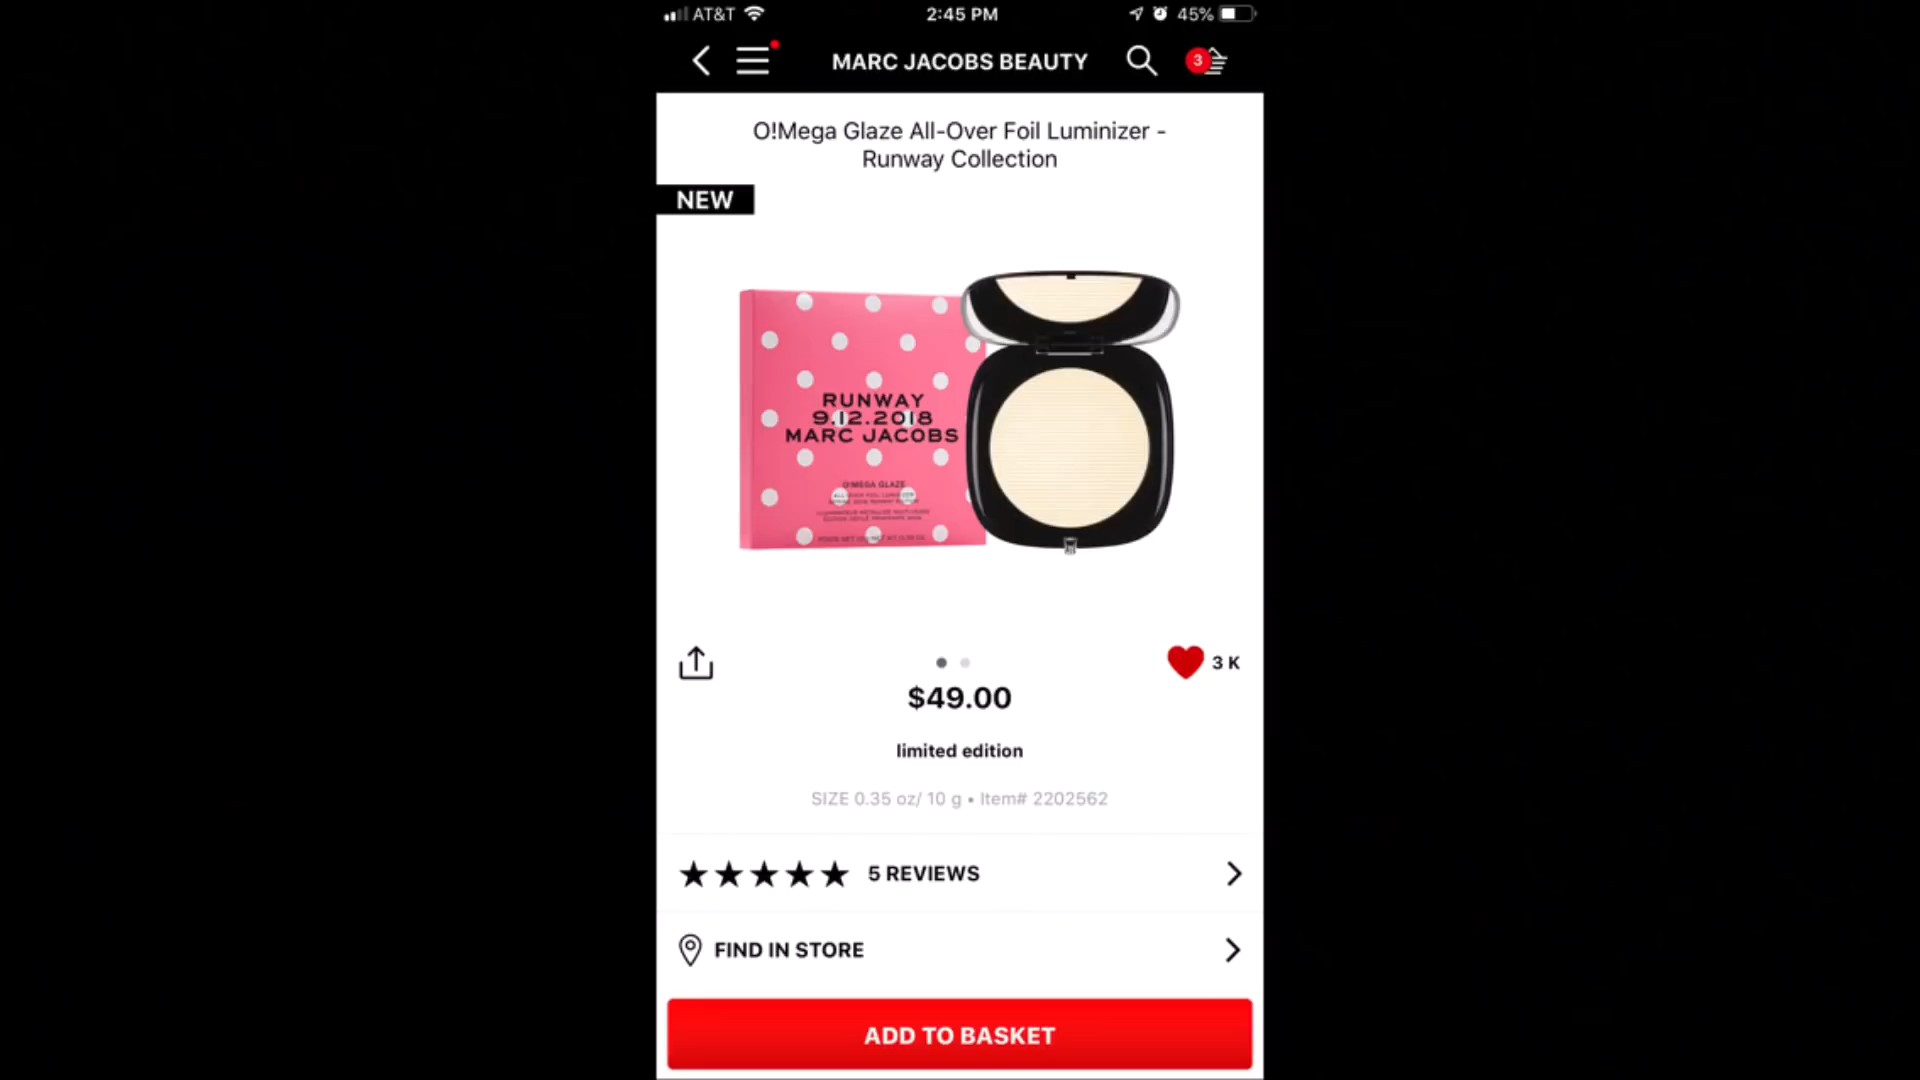 AT&T 2:45 PM 45%
MARC JACOBS BEAUTY 3
O!Mega Glaze All-Over Foil Luminizer -
Runway Collection
NEW
RUNWAY
9.12.2018
MARC JACOBS
O!MEGA GLAZE
3 K
$49.00
limited edition
SIZE 0.35 oz/ 10 g • Item# 2202562
★★★★★ 5 REVIEWS
FIND IN STORE
ADD TO BASKET